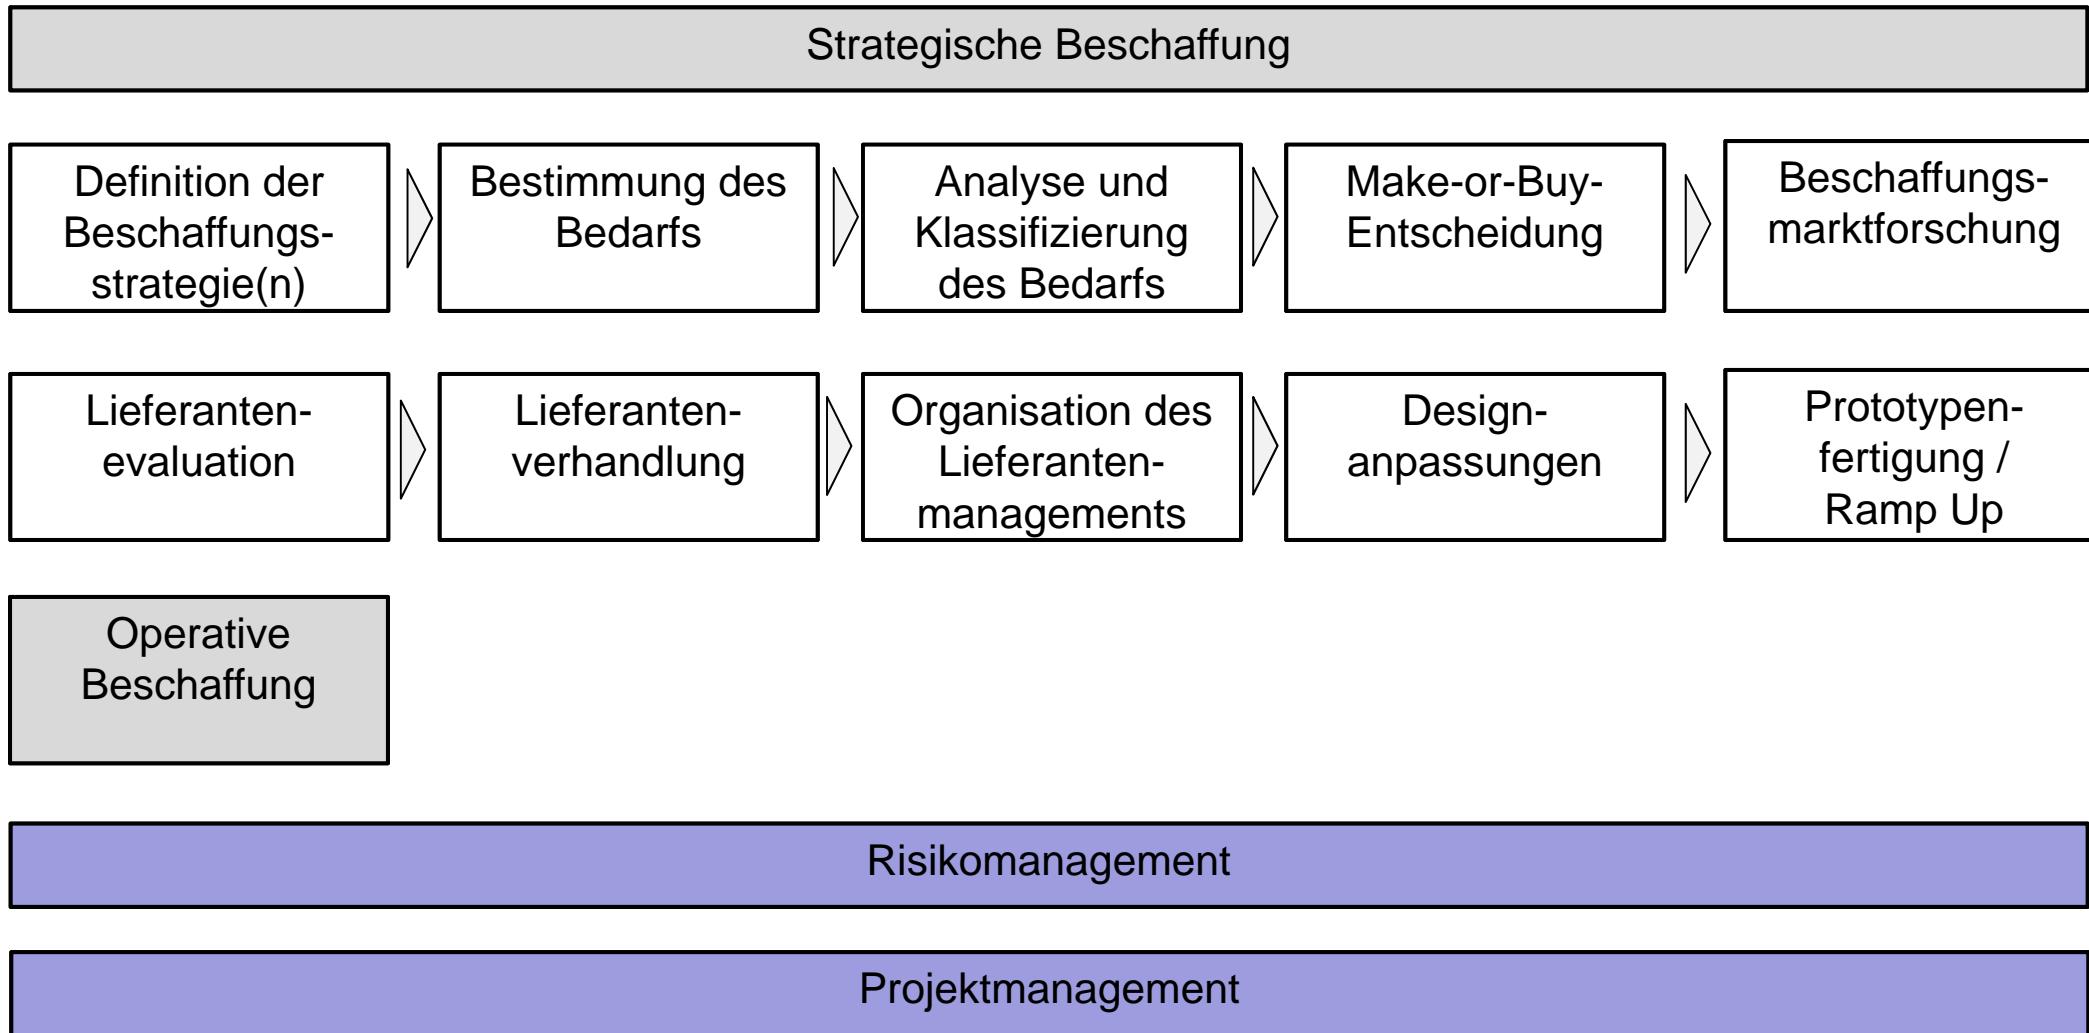 Strategische Beschaffung
Definition der
Beschaffungs-
strategie(n)
Bestimmung des
Bedarfs
Analyse und
Klassifizierung
des Bedarfs
Make-or-Buy-
Entscheidung
Beschaffungs-
marktforschung
Lieferanten-
evaluation
Lieferanten-
verhandlung
Organisation des
Lieferanten-
managements
Design-
anpassungen
Prototypen-
fertigung /
Ramp Up
Operative
Beschaffung
Risikomanagement
Projektmanagement